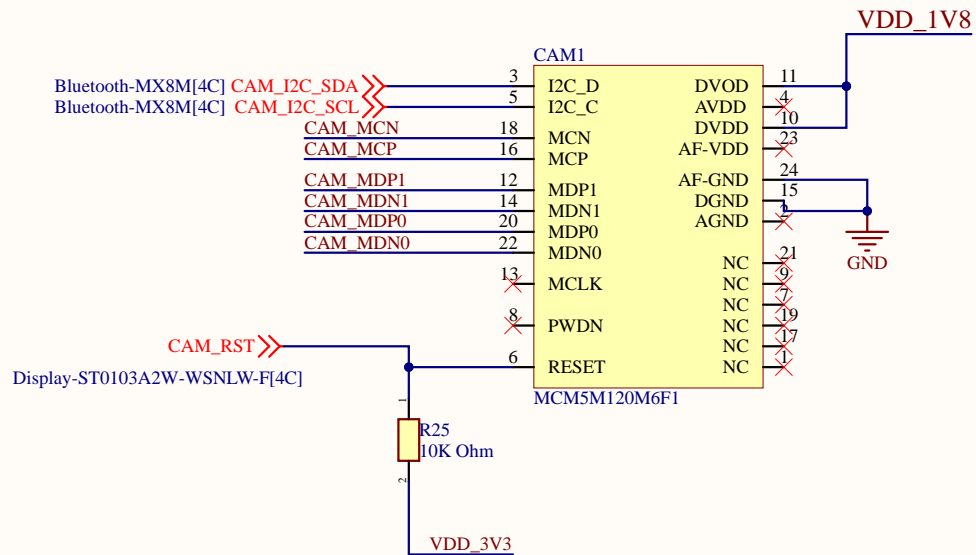 VDD_1V8
CAM1
Bluetooth-MX8M[4C] CAM_I2C_SDA 3 I2C_D DVOD 11
AVDD 4
Bluetooth-MX8M[4C] CAM_I2C_SCL 5 I2C_C DVDD 10
CAM_MCN 18 MCN AF-VDD 23
CAM_MCP 16 MCP
AF-GND 24
CAM_MDP1 12 MDP1 DGND 15
CAM_MDN1 14 MDN1 AGND 2
CAM_MDP0 20 MDP0
CAM_MDN0 22 MDN0 NC 21
GND
13 MCLK NC 9
NC 7
8 PWDN NC 19
CAM_RST NC 17
6 RESET NC 1
Display-ST0103A2W-WSNLW-F[4C]
MCM5M120M6F1
1
R25
10K Ohm
2
VDD_3V3